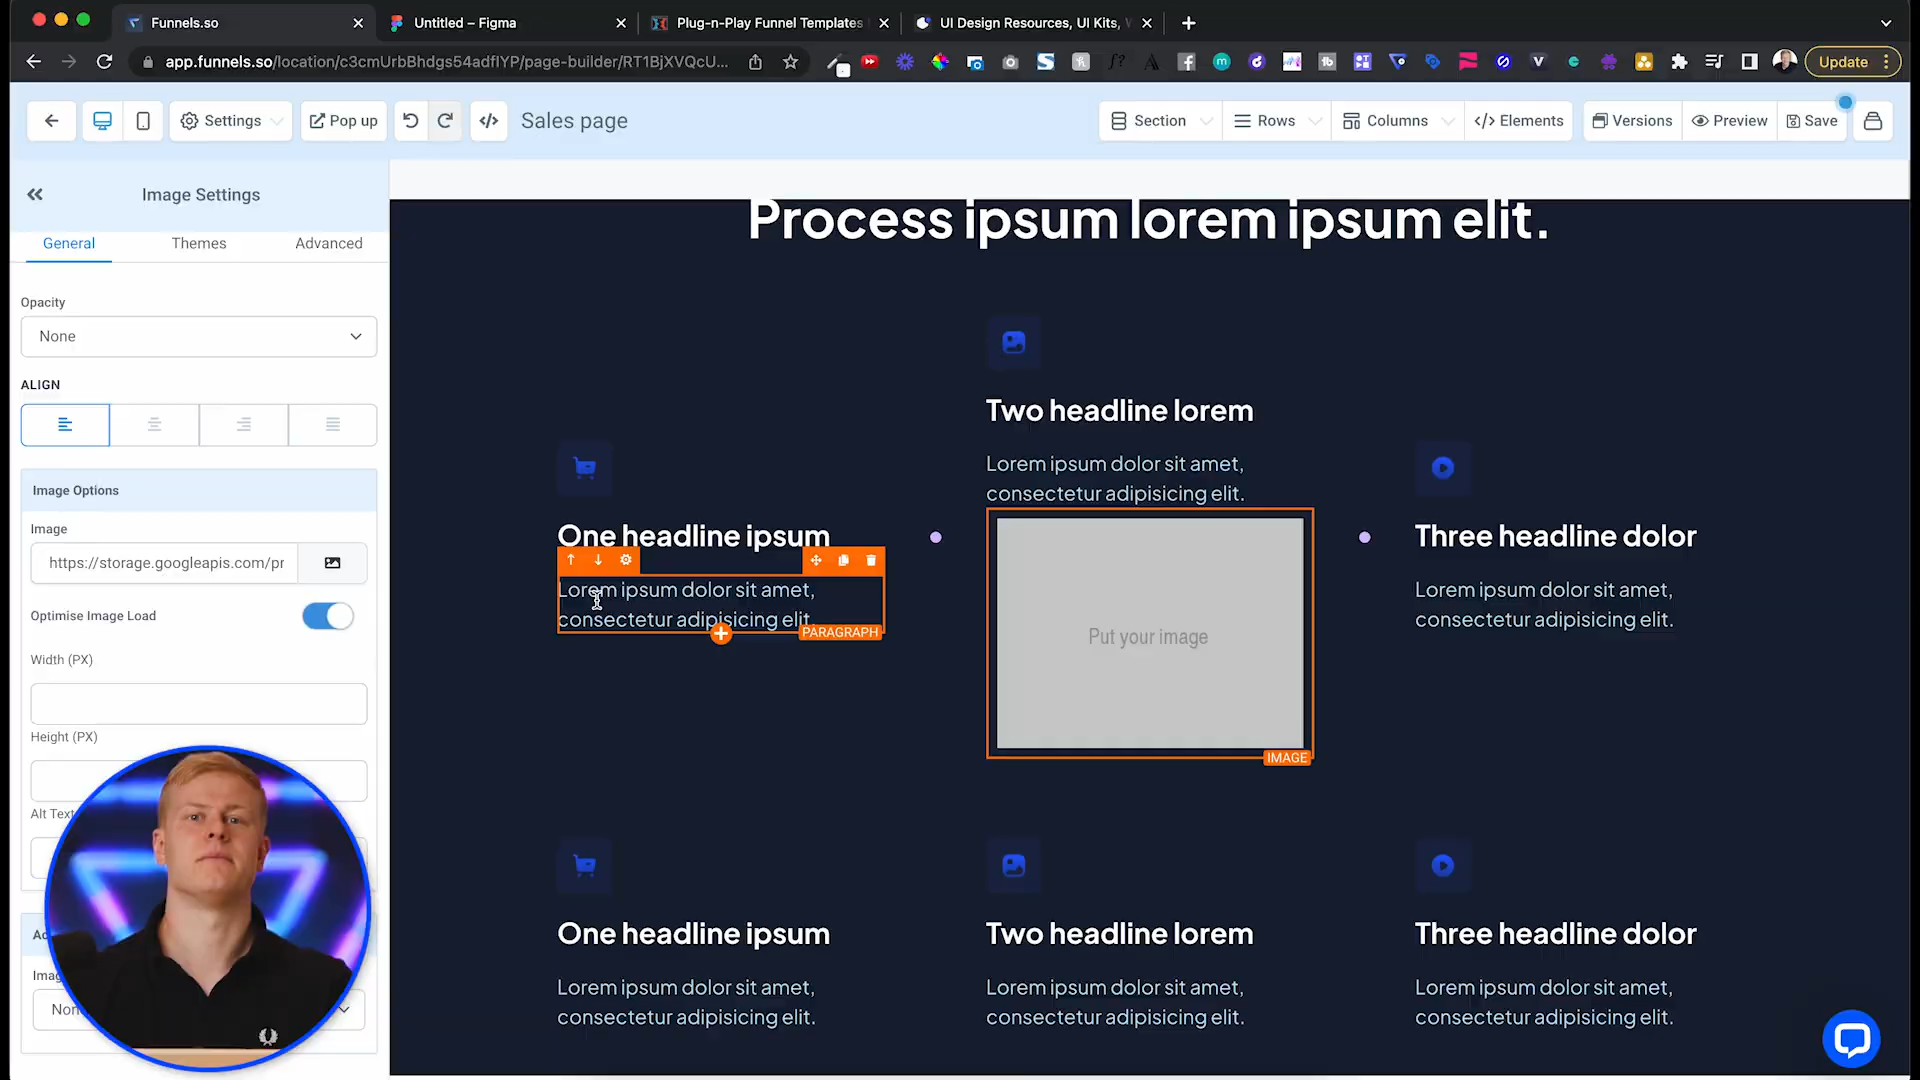 Funnels.so
Untitled – Figma
Plug-n-Play Funnel Templates
UI Design Resources, UI Kits,
app.funnels.so/location/c3cmUrbBhdgs54adflYP/page-builder/RT1BjXVQcU...
Update
Settings
Pop up
Sales page
Section
Rows
Columns
Elements
Versions
Preview
Save
Image Settings
General
Themes
Advanced
Opacity
None
ALIGN
Image Options
Image
https://storage.googleapis.com/pr
Optimise Image Load
Width (PX)
Height (PX)
Alt Text
Process ipsum lorem ipsum elit.
Two headline lorem
Lorem ipsum dolor sit amet,
consectetur adipisicing elit.
One headline ipsum
Lorem ipsum dolor sit amet,
consectetur adipisicing elit.
PARAGRAPH
Put your image
IMAGE
Three headline dolor
Lorem ipsum dolor sit amet,
consectetur adipisicing elit.
One headline ipsum
Lorem ipsum dolor sit amet,
consectetur adipisicing elit.
Two headline lorem
Lorem ipsum dolor sit amet,
consectetur adipisicing elit.
Three headline dolor
Lorem ipsum dolor sit amet,
consectetur adipisicing elit.